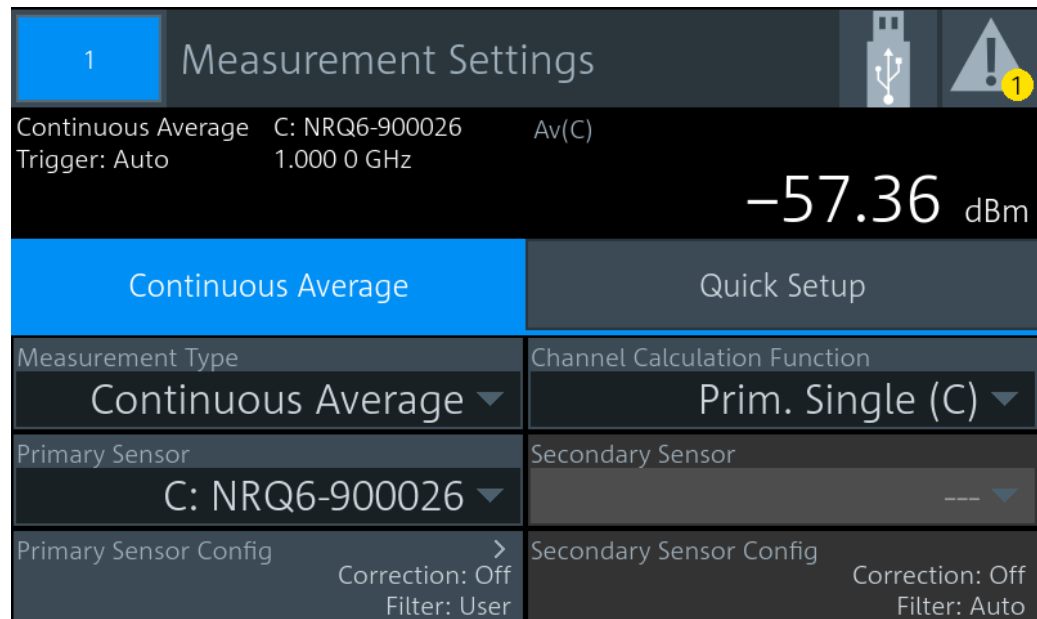 1
Measurement Settings
1
Continuous Average C: NRQ6-900026 Av(C)
Trigger: Auto 1.000 0 GHz
−57.36 dBm
Continuous Average Quick Setup
Measurement Type
Continuous Average
Channel Calculation Function
Prim. Single (C)
Primary Sensor
C: NRQ6-900026
Secondary Sensor
---
Primary Sensor Config >
Correction: Off
Filter: User
Secondary Sensor Config
Correction: Off
Filter: Auto